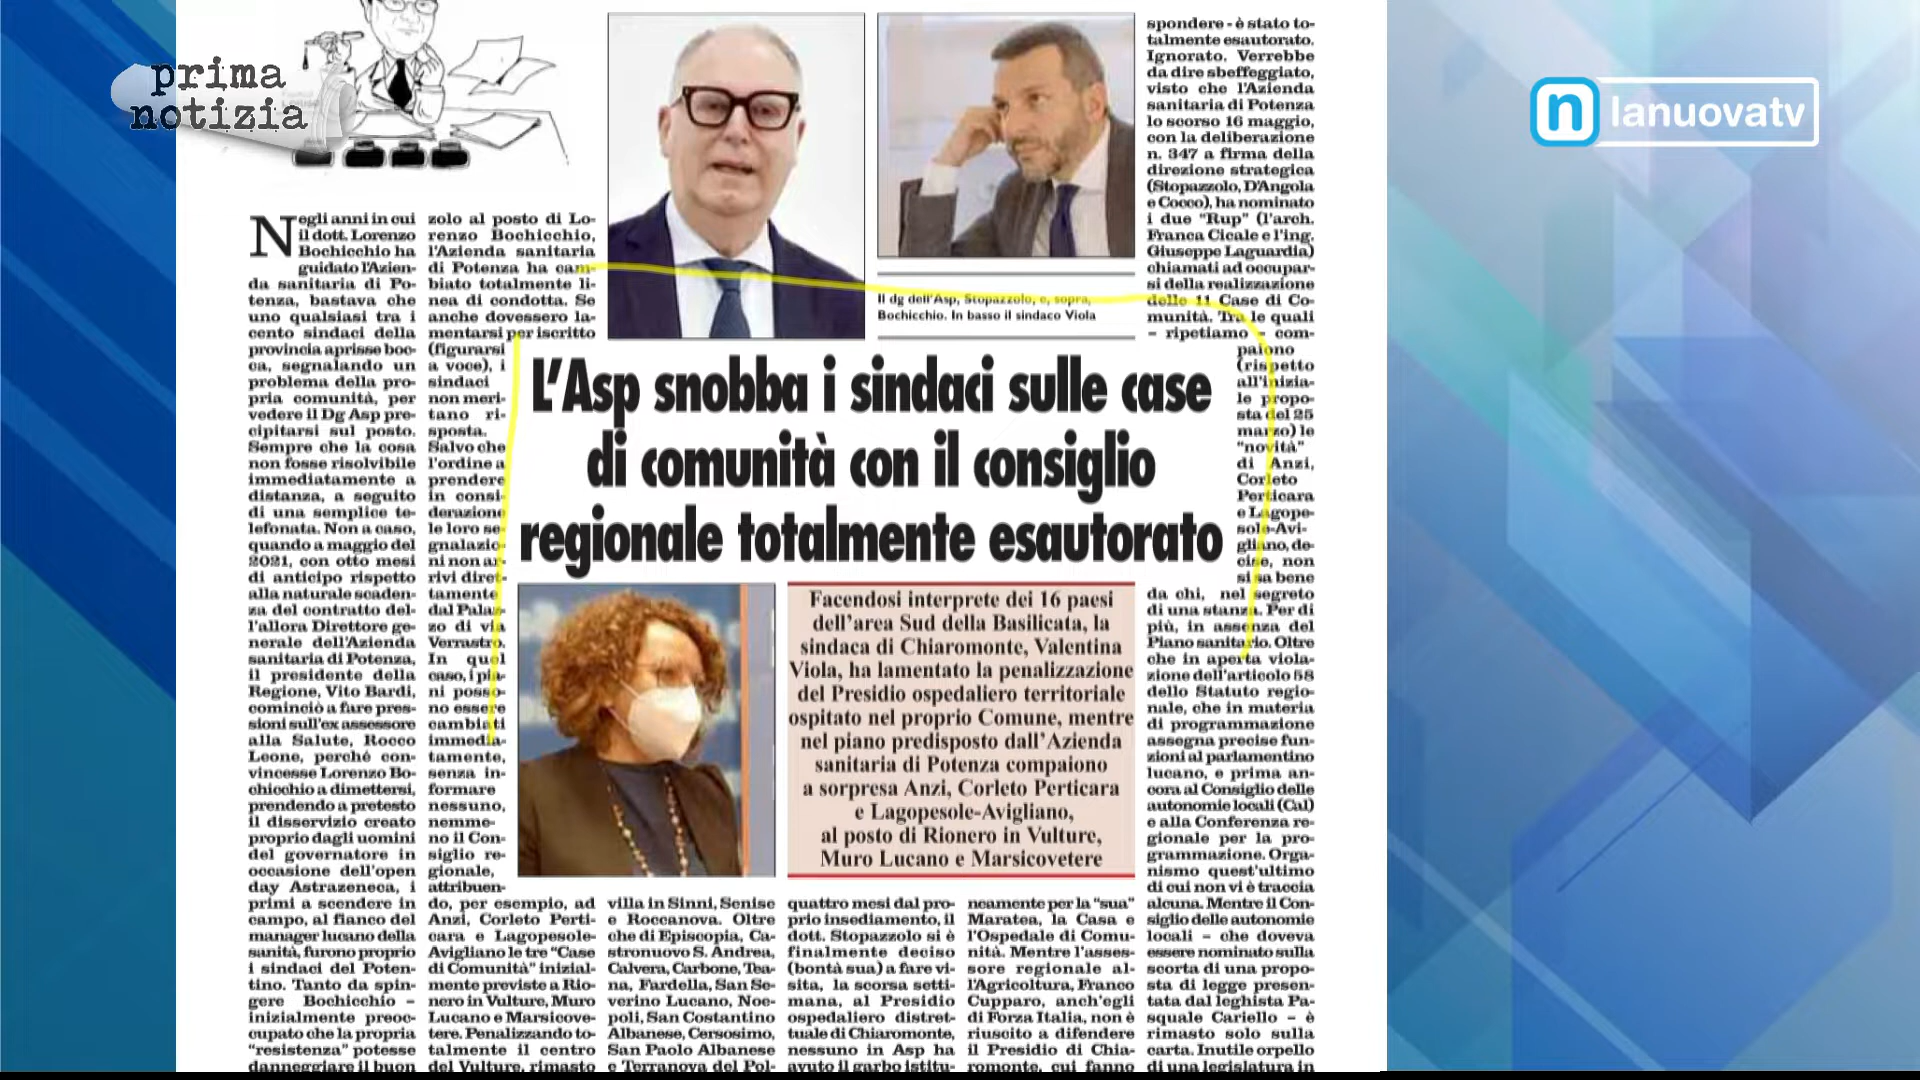 prima
notizia
lanuovatv
Negli anni in cui
il dott. Lorenzo
Bochicchio ha
guidato l'Azien-
da sanitaria di Po-
tenza, bastava che
uno qualsiasi tra i
cento sindaci della
provincia aprisse boc-
ca, segnalando un
problema della pro-
pria comunità, per
vedere il Dg Asp pre-
cipitarsi sul posto.
Sempre che la cosa
non fosse risolvibile
immediatamente a
distanza, a seguito
di una semplice te-
lefonata. Non a caso,
quando a maggio del
2021, con otto mesi
di anticipo rispetto
alla naturale scaden-
za del contratto del-
l'allora Direttore ge-
nerale dell'Azienda
sanitaria di Potenza,
il presidente della
Regione, Vito Bardi,
cominciò a fare pres-
sioni sull'ex assessore
alla Salute, Rocco
Leone, perché con-
vincesse Lorenzo Bo-
chicchio a dimettersi,
prendendo a pretesto
il disservizio creato
proprio dagli uomini
del governatore in
occasione dell'open
day Astrazeneca, i
primi a scendere in
campo, al fianco del
manager lucano della
sanità, furono proprio
i sindaci del Poten-
tino. Tanto da spin-
gere Bochicchio –
inizialmente preoc-
cupato che la propria
"resistenza" potesse
danneggiare il buon
zolo al posto di Lo-
renzo Bochicchio,
l'Azienda sanitaria
di Potenza ha cam-
biato totalmente li-
nea di condotta. Se
anche dovessero la-
mentarsi per iscritto
(figurarsi
a voce), i
sindaci
non meri-
tano ri-
sposta.
Salvo che
l'ordine a
prendere
in consi-
derazione
le loro se-
gnalazio-
ni non ar-
rivi diret-
tamente
dal Palaz-
zo di via
Verrastro.
In quel
caso, i pia-
ni posso-
no essere
cambiati
immedia-
tamente,
senza in-
formare
nessuno,
nemme-
no il Con-
siglio re-
gionale,
attribuen-
do, per esempio, ad
Anzi, Corleto Perti-
cara e Lagopesole-
Avigliano le tre "Case
di Comunità" inizial-
mente previste a Rio-
nero in Vulture, Muro
Lucano e Marsicove-
tere. Penalizzando to-
talmente il centro
del Vulture, rimasto
Il dg dell'Asp, Stopazzolo, e, sopra,
Bochicchio. In basso il sindaco Viola
L'Asp snobba i sindaci sulle case
di comunità con il consiglio
regionale totalmente esautorato
Facendosi interprete dei 16 paesi
dell'area Sud della Basilicata, la
sindaca di Chiaromonte, Valentina
Viola, ha lamentato la penalizzazione
del Presidio ospedaliero territoriale
ospitato nel proprio Comune, mentre
nel piano predisposto dall'Azienda
sanitaria di Potenza compaiono
a sorpresa Anzi, Corleto Perticara
e Lagopesole-Avigliano,
al posto di Rionero in Vulture,
Muro Lucano e Marsicovetere
villa in Sinni, Senise
e Roccanova. Oltre
che di Episcopia, Ca-
stronuovo S. Andrea,
Calvera, Carbone, Tea-
na, Fardella, San Se-
verino Lucano, Noe-
poli, San Costantino
Albanese, Cersosimo,
San Paolo Albanese
e Terranova del Pol-
quattro mesi dal pro-
prio insediamento, il
dott. Stopazzolo si è
finalmente deciso
(bontà sua) a fare vi-
sita, la scorsa setti-
mana, al Presidio
ospedaliero distret-
tuale di Chiaromonte,
nessuno in Asp ha
avuto il garbo istitu-
neamente per la "sua"
Maratea, la Casa e
l'Ospedale di Comu-
nità. Mentre l'asses-
sore regionale al-
l'Agricoltura, Franco
Cupparo, anch'egli
di Forza Italia, non è
riuscito a difendere
il Presidio di Chia-
romonte, cui fanno
spondere - è stato to-
talmente esautorato.
Ignorato. Verrebbe
da dire sbeffeggiato,
visto che l'Azienda
sanitaria di Potenza
lo scorso 16 maggio,
con la deliberazione
n. 347 a firma della
direzione strategica
(Stopazzolo, D'Angola
e Cocco), ha nominato
i due "Rup" (l'arch.
Franca Cicale e l'ing.
Giuseppe Laguardia)
chiamati ad occupar-
si della realizzazione
delle 11 Case di Co-
munità. Tra le quali
– ripetiamo – com-
paiono
(rispetto
all'inizia-
le propo-
sta del 25
marzo) le
"novità"
di Anzi,
Corleto
Perticara
e Lagope-
sole-Avi-
gliano, de-
cise, non
si sa bene
da chi, nel segreto
di una stanza. Per di
più, in assenza del
Piano sanitario. Oltre
che in aperta viola-
zione dell'articolo 58
dello Statuto regio-
nale, che in materia
di programmazione
assegna precise fun-
zioni al parlamentino
lucano, e prima an-
cora al Consiglio delle
autonomie locali (Cal)
e alla Conferenza re-
gionale per la pro-
grammazione. Orga-
nismo quest'ultimo
di cui non vi è traccia
alcuna. Mentre il Con-
siglio delle autonomie
locali – che doveva
essere nominato sulla
scorta di una propo-
sta di legge presen-
tata dal leghista Pa-
squale Cariello – è
rimasto solo sulla
carta. Inutile orpello
di una legislatura in